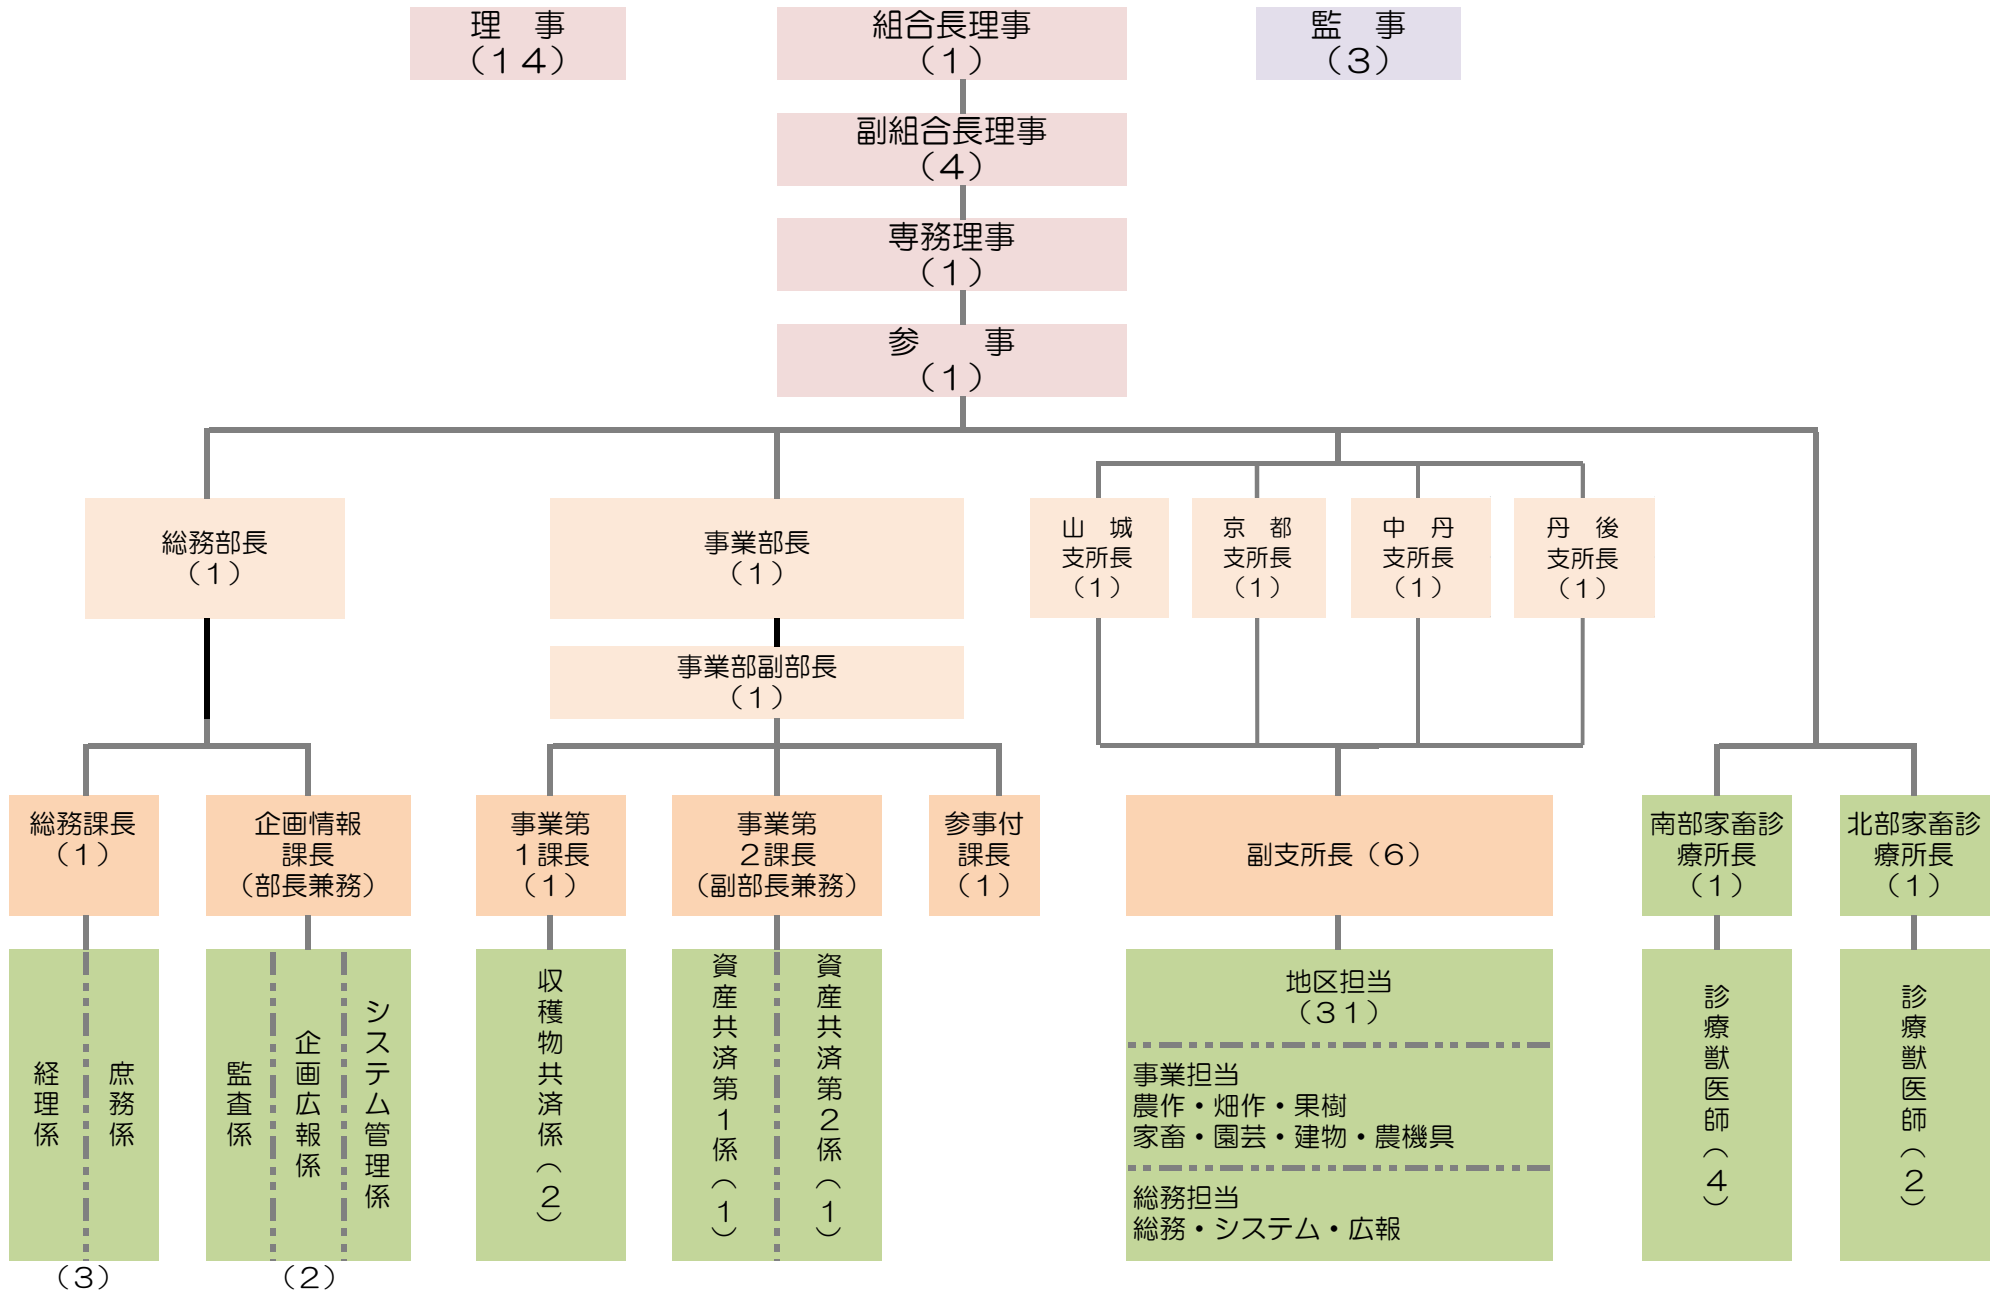 理　事
（１４）
組合長理事
（１）
監　事
（３）
副組合長理事
（４）
専務理事
（１）
参　　事
（１）
総務部長
（１）
事業部長
（１）
山　城
支所長
（１）
京　都
支所長
（１）
中　丹
支所長
（１）
丹　後
支所長
（１）
事業部副部長
（１）
総務課長
（１）
企画情報
課長
（部長兼務）
事業第
１課長
（１）
事業第
２課長
（副部長兼務）
参事付
課長
（１）
副支所長（６）
南部家畜診
療所長
（１）
北部家畜診
療所長
（１）
経理係
庶務係
（３）
監査係
企画広報係
システム管理係
（２）
収穫物共済係（２）
資産共済第１係（１）
資産共済第２係（１）
地区担当
（３１）
事業担当
農作・畑作・果樹
家畜・園芸・建物・農機具
総務担当
総務・システム・広報
診療獣医師（４）
診療獣医師（２）